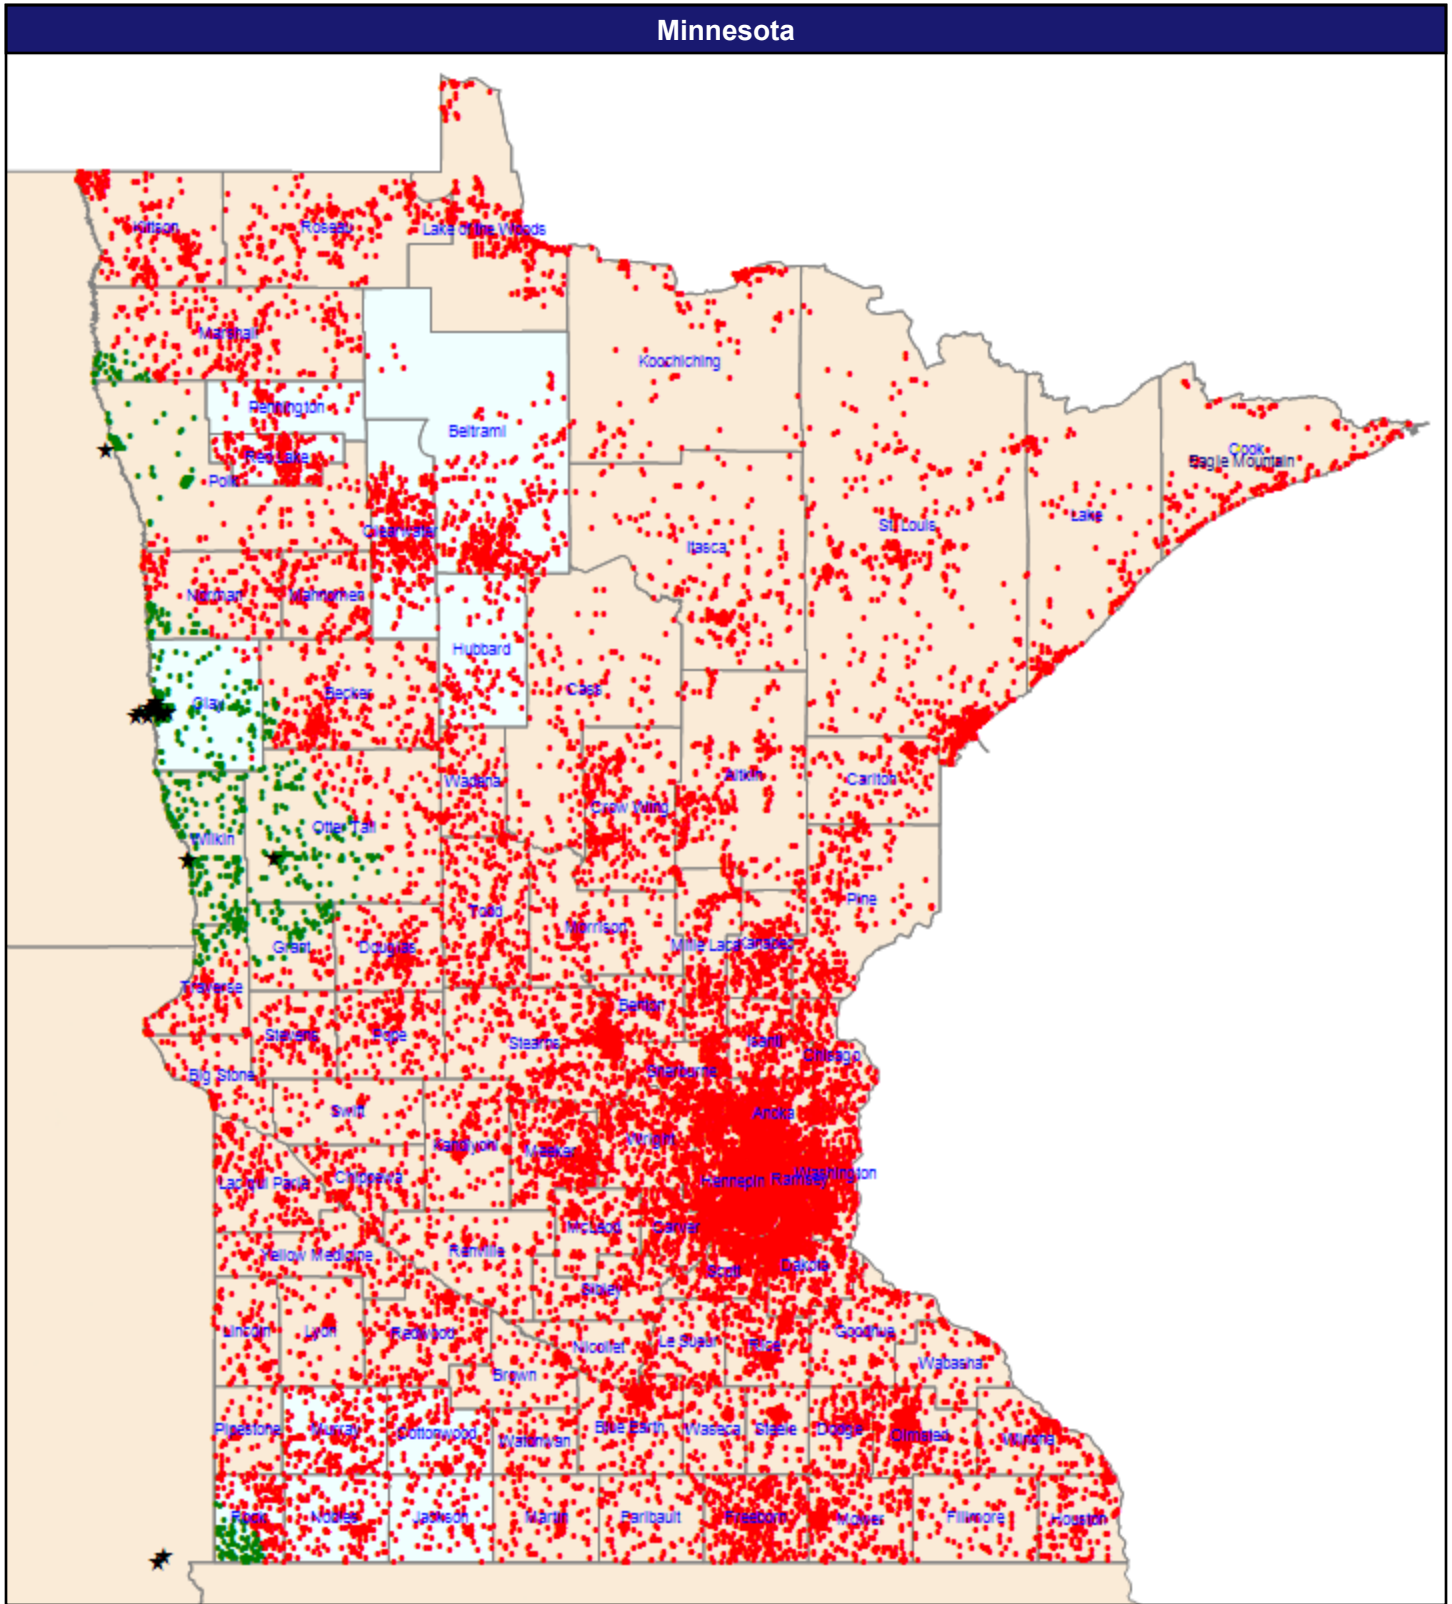 Minnesota
Kittson
Roseau
Lake of the Woods
Marshall
Koochiching
Pennington
Beltrami
Cook
Red Lake
Eagle Mountain
Polk
Lake
St. Louis
Clearwater
Itasca
Norman
Mahnomen
Hubbard
Cass
Becker
Clay
Wadena
Aitkin
Carlton
Crow Wing
Otter Tail
Wilkin
Pine
Todd
Morrison
Grant
Douglas
Mille Lacs
Kanabec
Traverse
Benton
Stevens
Pope
Stearns
Isanti
Chisago
Big Stone
Sherburne
Swift
Anoka
Kandiyohi
Meeker
Wright
Lac qui Parle
Chippewa
Hennepin
Ramsey
Washington
McLeod
Carver
Yellow Medicine
Renville
Scott
Dakota
Sibley
Lincoln
Lyon
Redwood
Nicollet
Le Sueur
Rice
Goodhue
Wabasha
Brown
Pipestone
Murray
Cottonwood
Watonwan
Blue Earth
Waseca
Steele
Dodge
Olmsted
Winona
Rock
Nobles
Jackson
Martin
Faribault
Freeborn
Mower
Fillmore
Houston